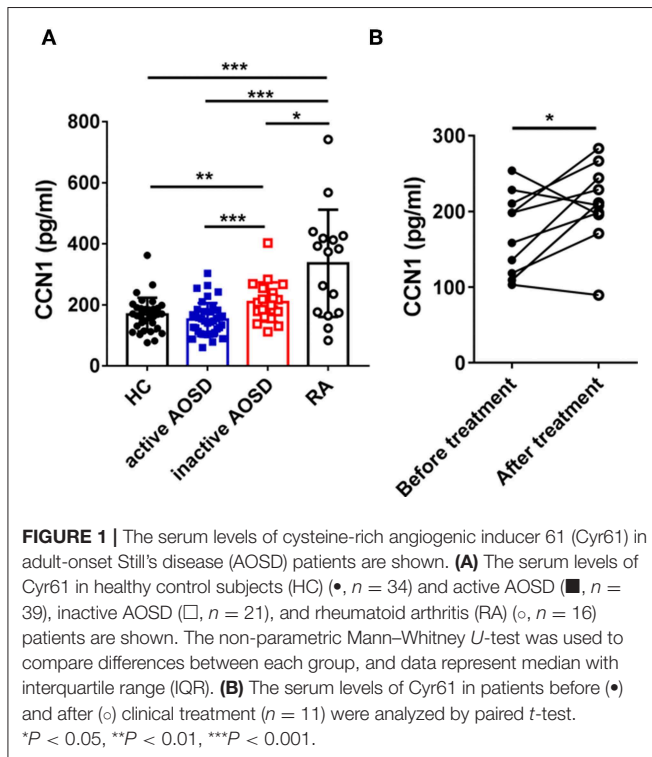 A
B
***
***
*
**
***
CCN1 (pg/ml)
800
600
400
200
0
HC
active AOSD
inactive AOSD
RA
*
CCN1 (pg/ml)
300
200
100
0
Before treatment
After treatment
FIGURE 1 | The serum levels of cysteine-rich angiogenic inducer 61 (Cyr61) in
adult-onset Still's disease (AOSD) patients are shown. (A) The serum levels of
Cyr61 in healthy control subjects (HC) (●, n = 34) and active AOSD (■, n =
39), inactive AOSD (□, n = 21), and rheumatoid arthritis (RA) (○, n = 16)
patients are shown. The non-parametric Mann–Whitney U-test was used to
compare differences between each group, and data represent median with
interquartile range (IQR). (B) The serum levels of Cyr61 in patients before (●)
and after (○) clinical treatment (n = 11) were analyzed by paired t-test.
*P < 0.05, **P < 0.01, ***P < 0.001.